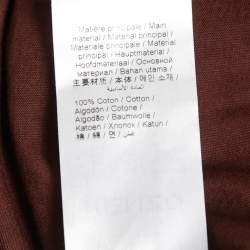 Matière principale / Main
material / Material principal /
Materiale principale / Material
principal / Hauptmaterial /
Hoofdmateriaal / Основной
материал / Bahan utama /
主要材质 / 本体 / 메인 소재 /
المادة الأساسية
100% Coton / Cotton /
Algodón / Cotone /
Algodão / Baumwolle /
Katoen / Хлопок / Katun /
棉 / 綿 / 면 / قطن